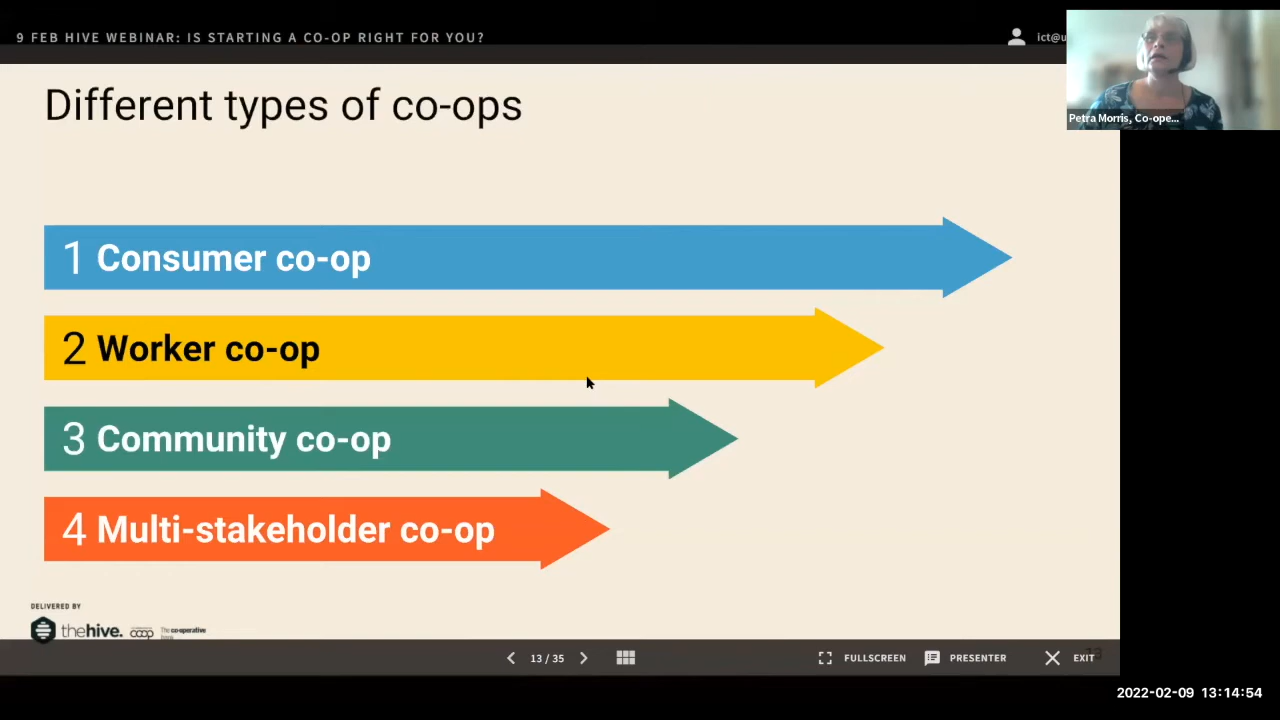 9 FEB HIVE WEBINAR: IS STARTING A CO-OP RIGHT FOR YOU?
ict@u
Petra Morris, Co-ope...
Different types of co-ops
1 Consumer co-op
2 Worker co-op
3 Community co-op
4 Multi-stakeholder co-op
DELIVERED BY
thehive.
coop
The co-operative
13 / 35
FULLSCREEN
PRESENTER
EXIT
13
2022-02-09 13:14:54